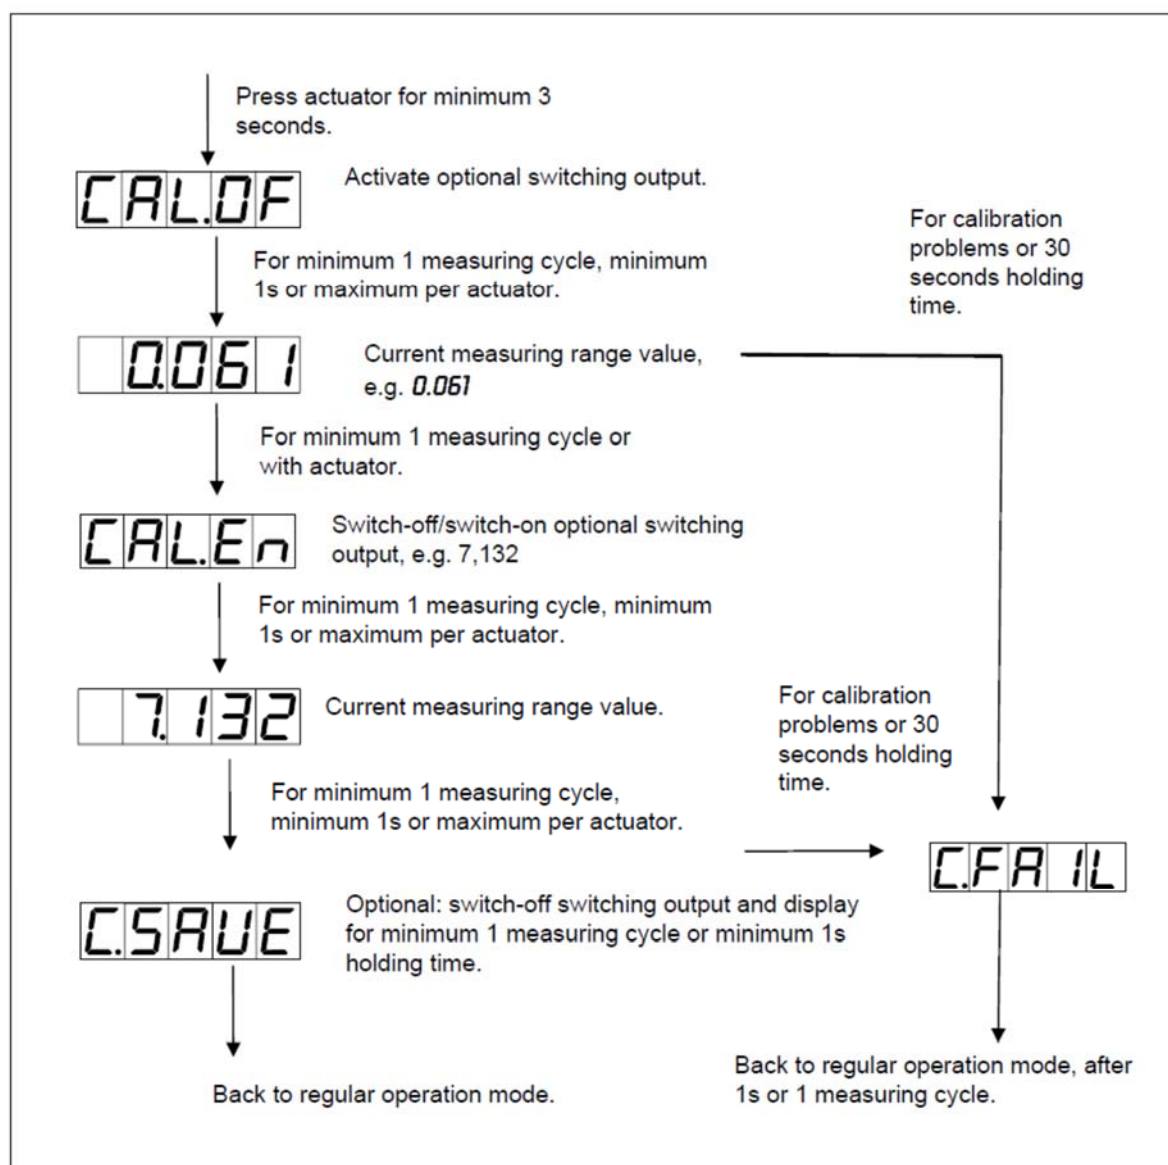 Press actuator for minimum 3
seconds.
CAL.OF
Activate optional switching output.
For minimum 1 measuring cycle, minimum
1s or maximum per actuator.
For calibration
problems or 30
seconds holding
time.
0.061
Current measuring range value,
e.g. 0.061
For minimum 1 measuring cycle or
with actuator.
CAL.En
Switch-off/switch-on optional switching
output, e.g. 7,132
For minimum 1 measuring cycle, minimum
1s or maximum per actuator.
7.132
Current measuring range value.
For calibration
problems or 30
seconds holding
time.
For minimum 1 measuring cycle,
minimum 1s or maximum per actuator.
C.FAIL
C.SAVE
Optional: switch-off switching output and display
for minimum 1 measuring cycle or minimum 1s
holding time.
Back to regular operation mode.
Back to regular operation mode, after
1s or 1 measuring cycle.